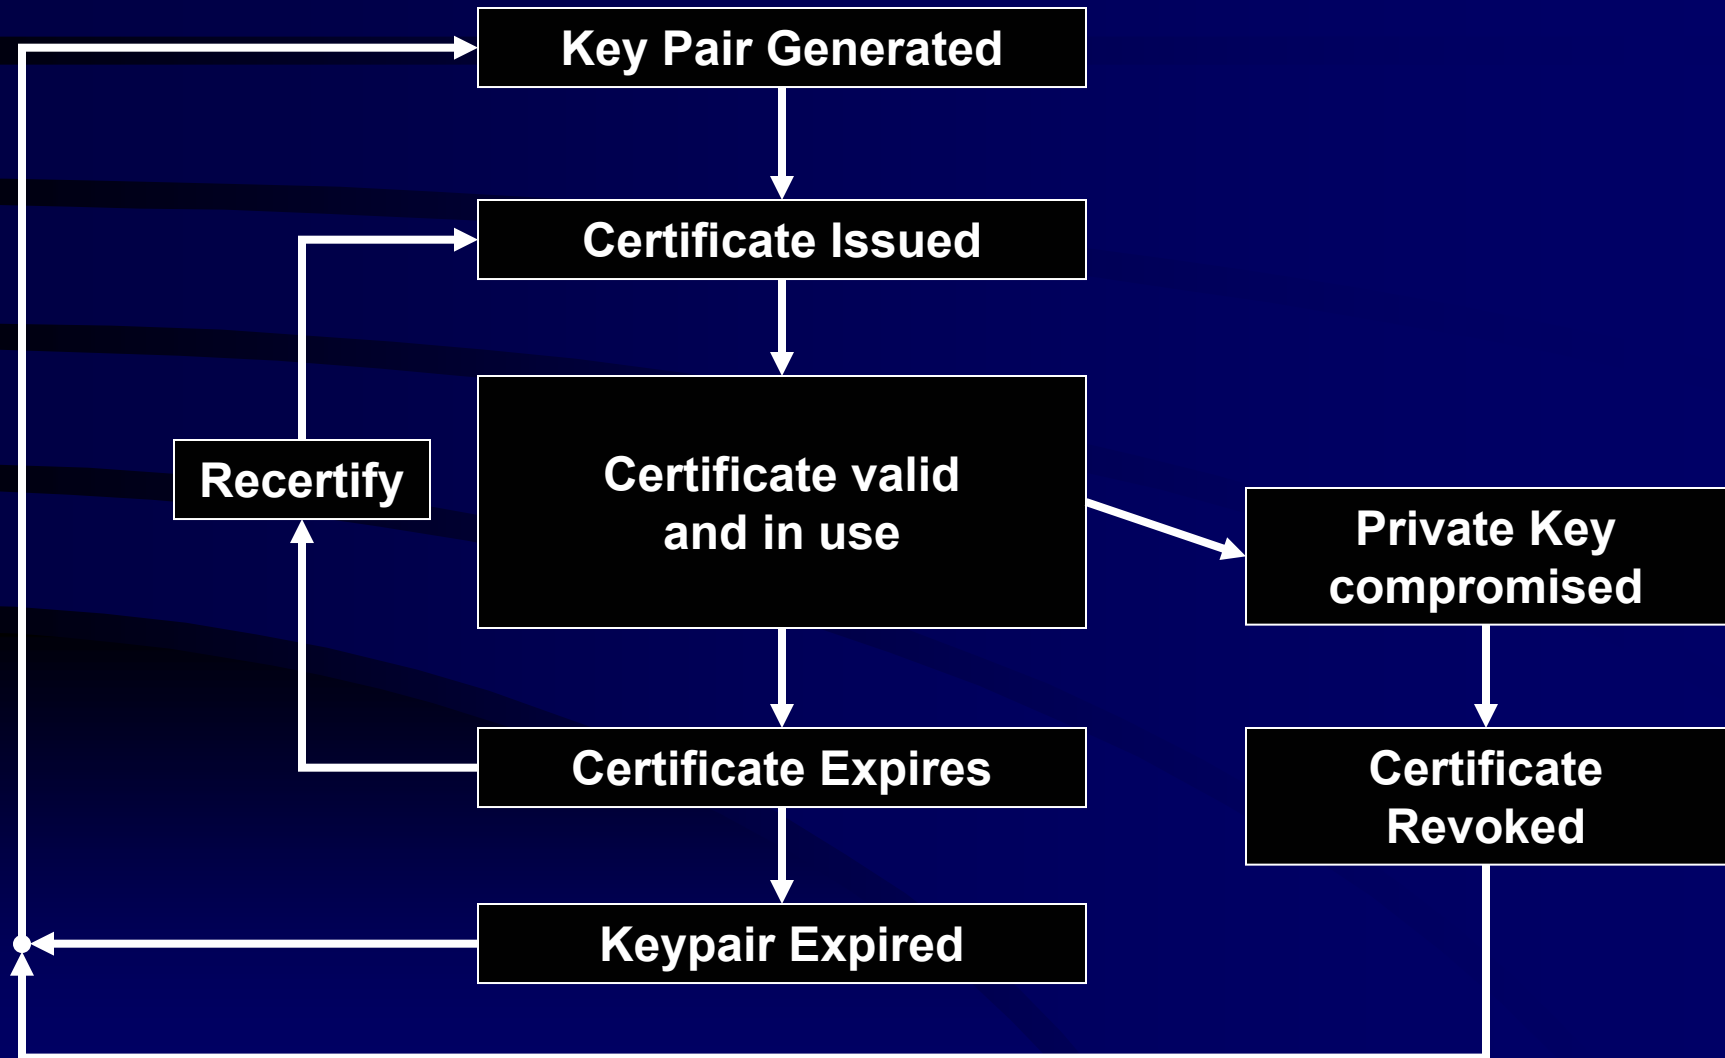 Key Pair Generated
Certificate Issued
Recertify
Certificate valid
and in use
Private Key
compromised
Certificate Expires
Certificate
Revoked
Keypair Expired